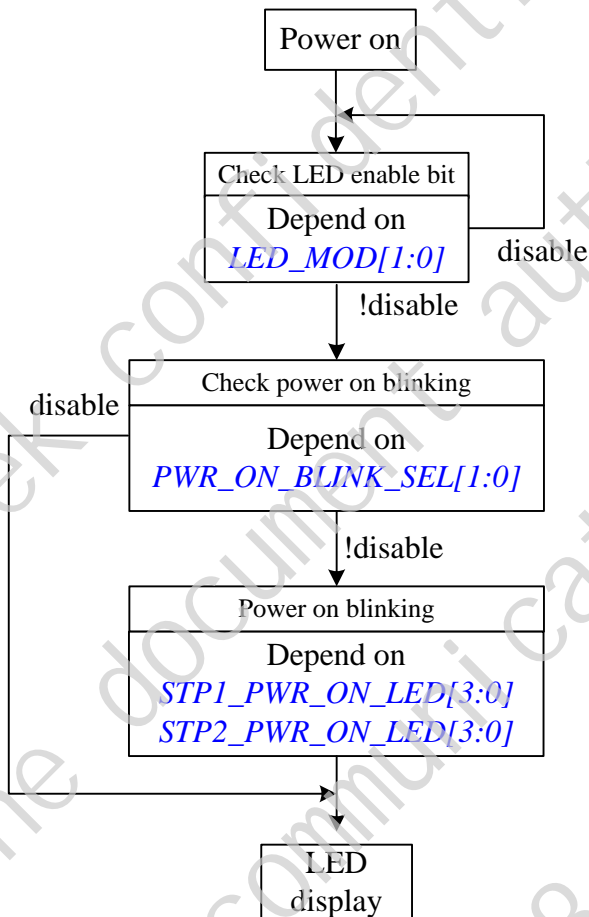 Power on
Check LED enable bit
Depend on
LED_MOD[1:0]
disable
!disable
Check power on blinking
disable
Depend on
PWR_ON_BLINK_SEL[1:0]
!disable
Power on blinking
Depend on
STP1_PWR_ON_LED[3:0]
STP2_PWR_ON_LED[3:0]
LED
display